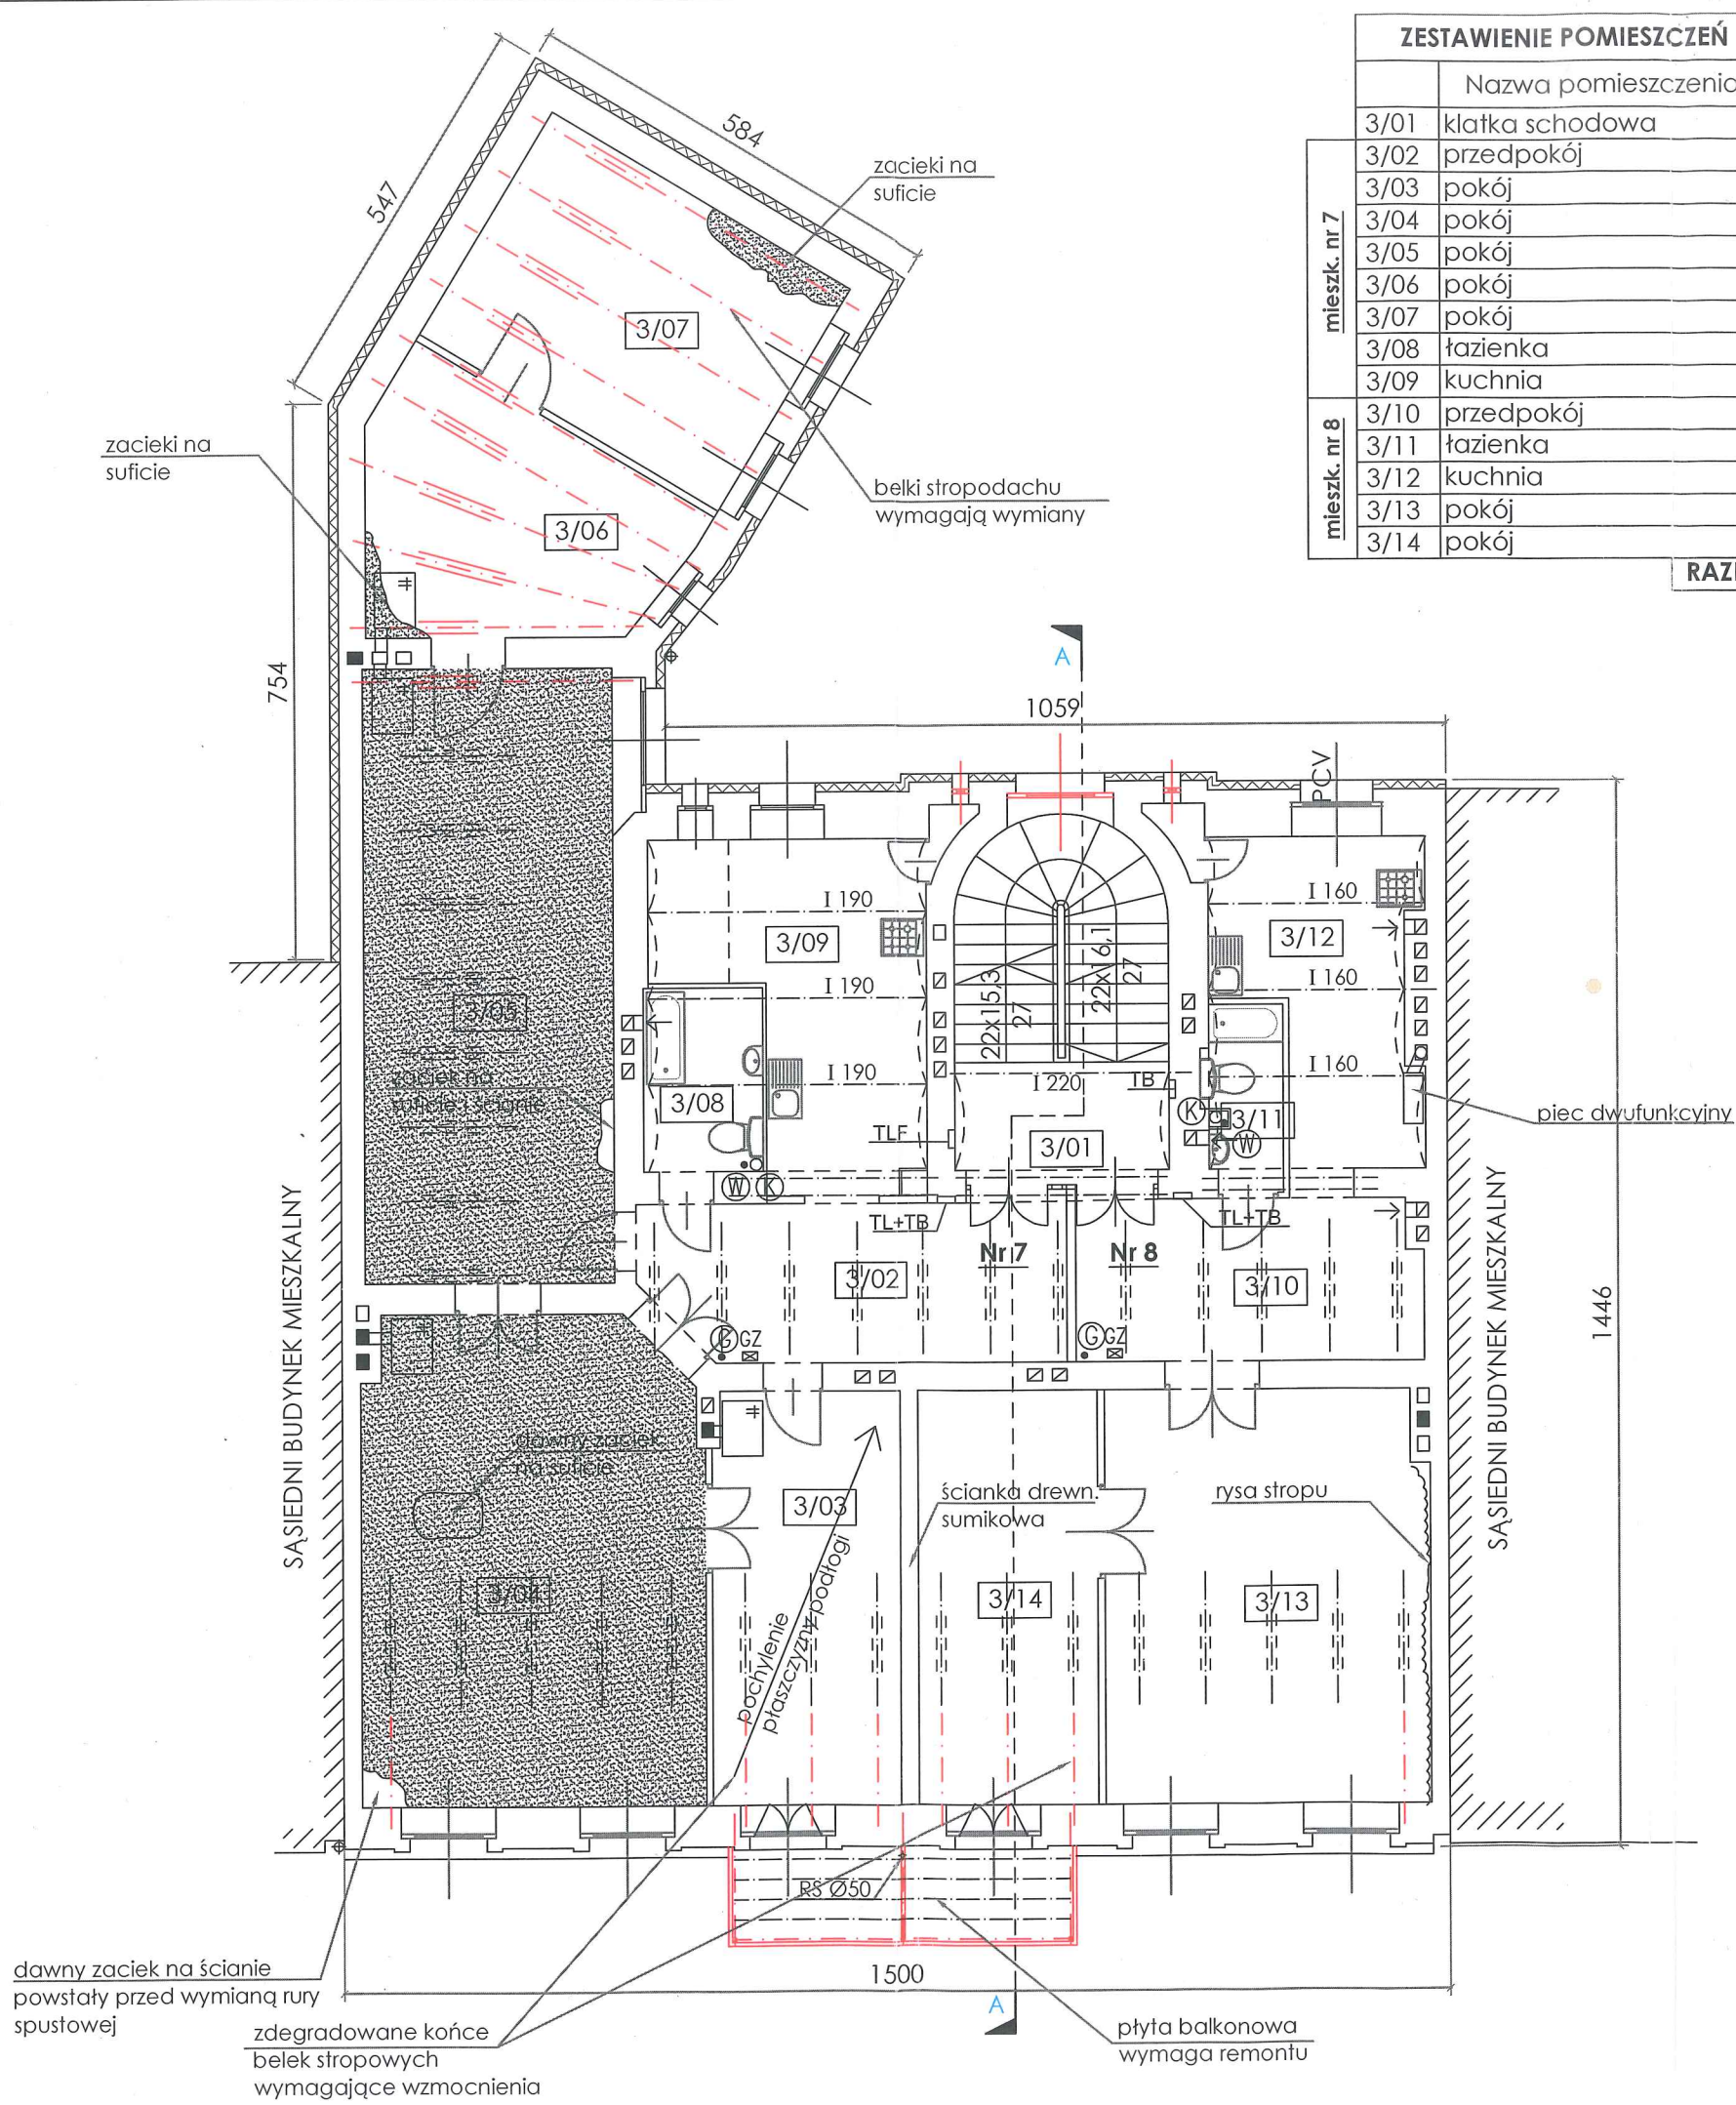 ZESTAWIENIE POMIESZCZEŃ
Nazwa pomieszczenia
3/01 klatka schodowa
mieszk. nr 7
3/02 przedpokój
3/03 pokój
3/04 pokój
3/05 pokój
3/06 pokój
3/07 pokój
3/08 łazienka
3/09 kuchnia
mieszk. nr 8
3/10 przedpokój
3/11 łazienka
3/12 kuchnia
3/13 pokój
3/14 pokój
584
547
zacieki na
suficie
3/07
zacieki na
suficie
belki stropodachu
wymagają wymiany
3/06
754
A
1059
PCV
I 190
I 160
3/09
3/12
I 190
I 160
22x15,3
27
22x16,1
27
3/05
zaciek na
suficie i ścianie
I 190
I 220
TB
I 160
3/08
K
3/11
piec dwufunkcyjny
TLF
3/01
W
W K
TL+TB
TL+TB
Nr 7
Nr 8
3/02
3/10
G GZ
G GZ
SĄSIEDNI BUDYNEK MIESZKALNY
SĄSIEDNI BUDYNEK MIESZKALNY
1446
dawny zaciek
na suficie
3/03
ścianka drewn.
sumikowa
rysa stropu
3/04
3/14
3/13
pochylenie
płaszczyzny podłogi
RS Ø50
1500
A
dawny zaciek na ścianie
powstały przed wymianą rury
spustowej
zdegradowane końce
belek stropowych
wymagające wzmocnienia
płyta balkonowa
wymaga remontu